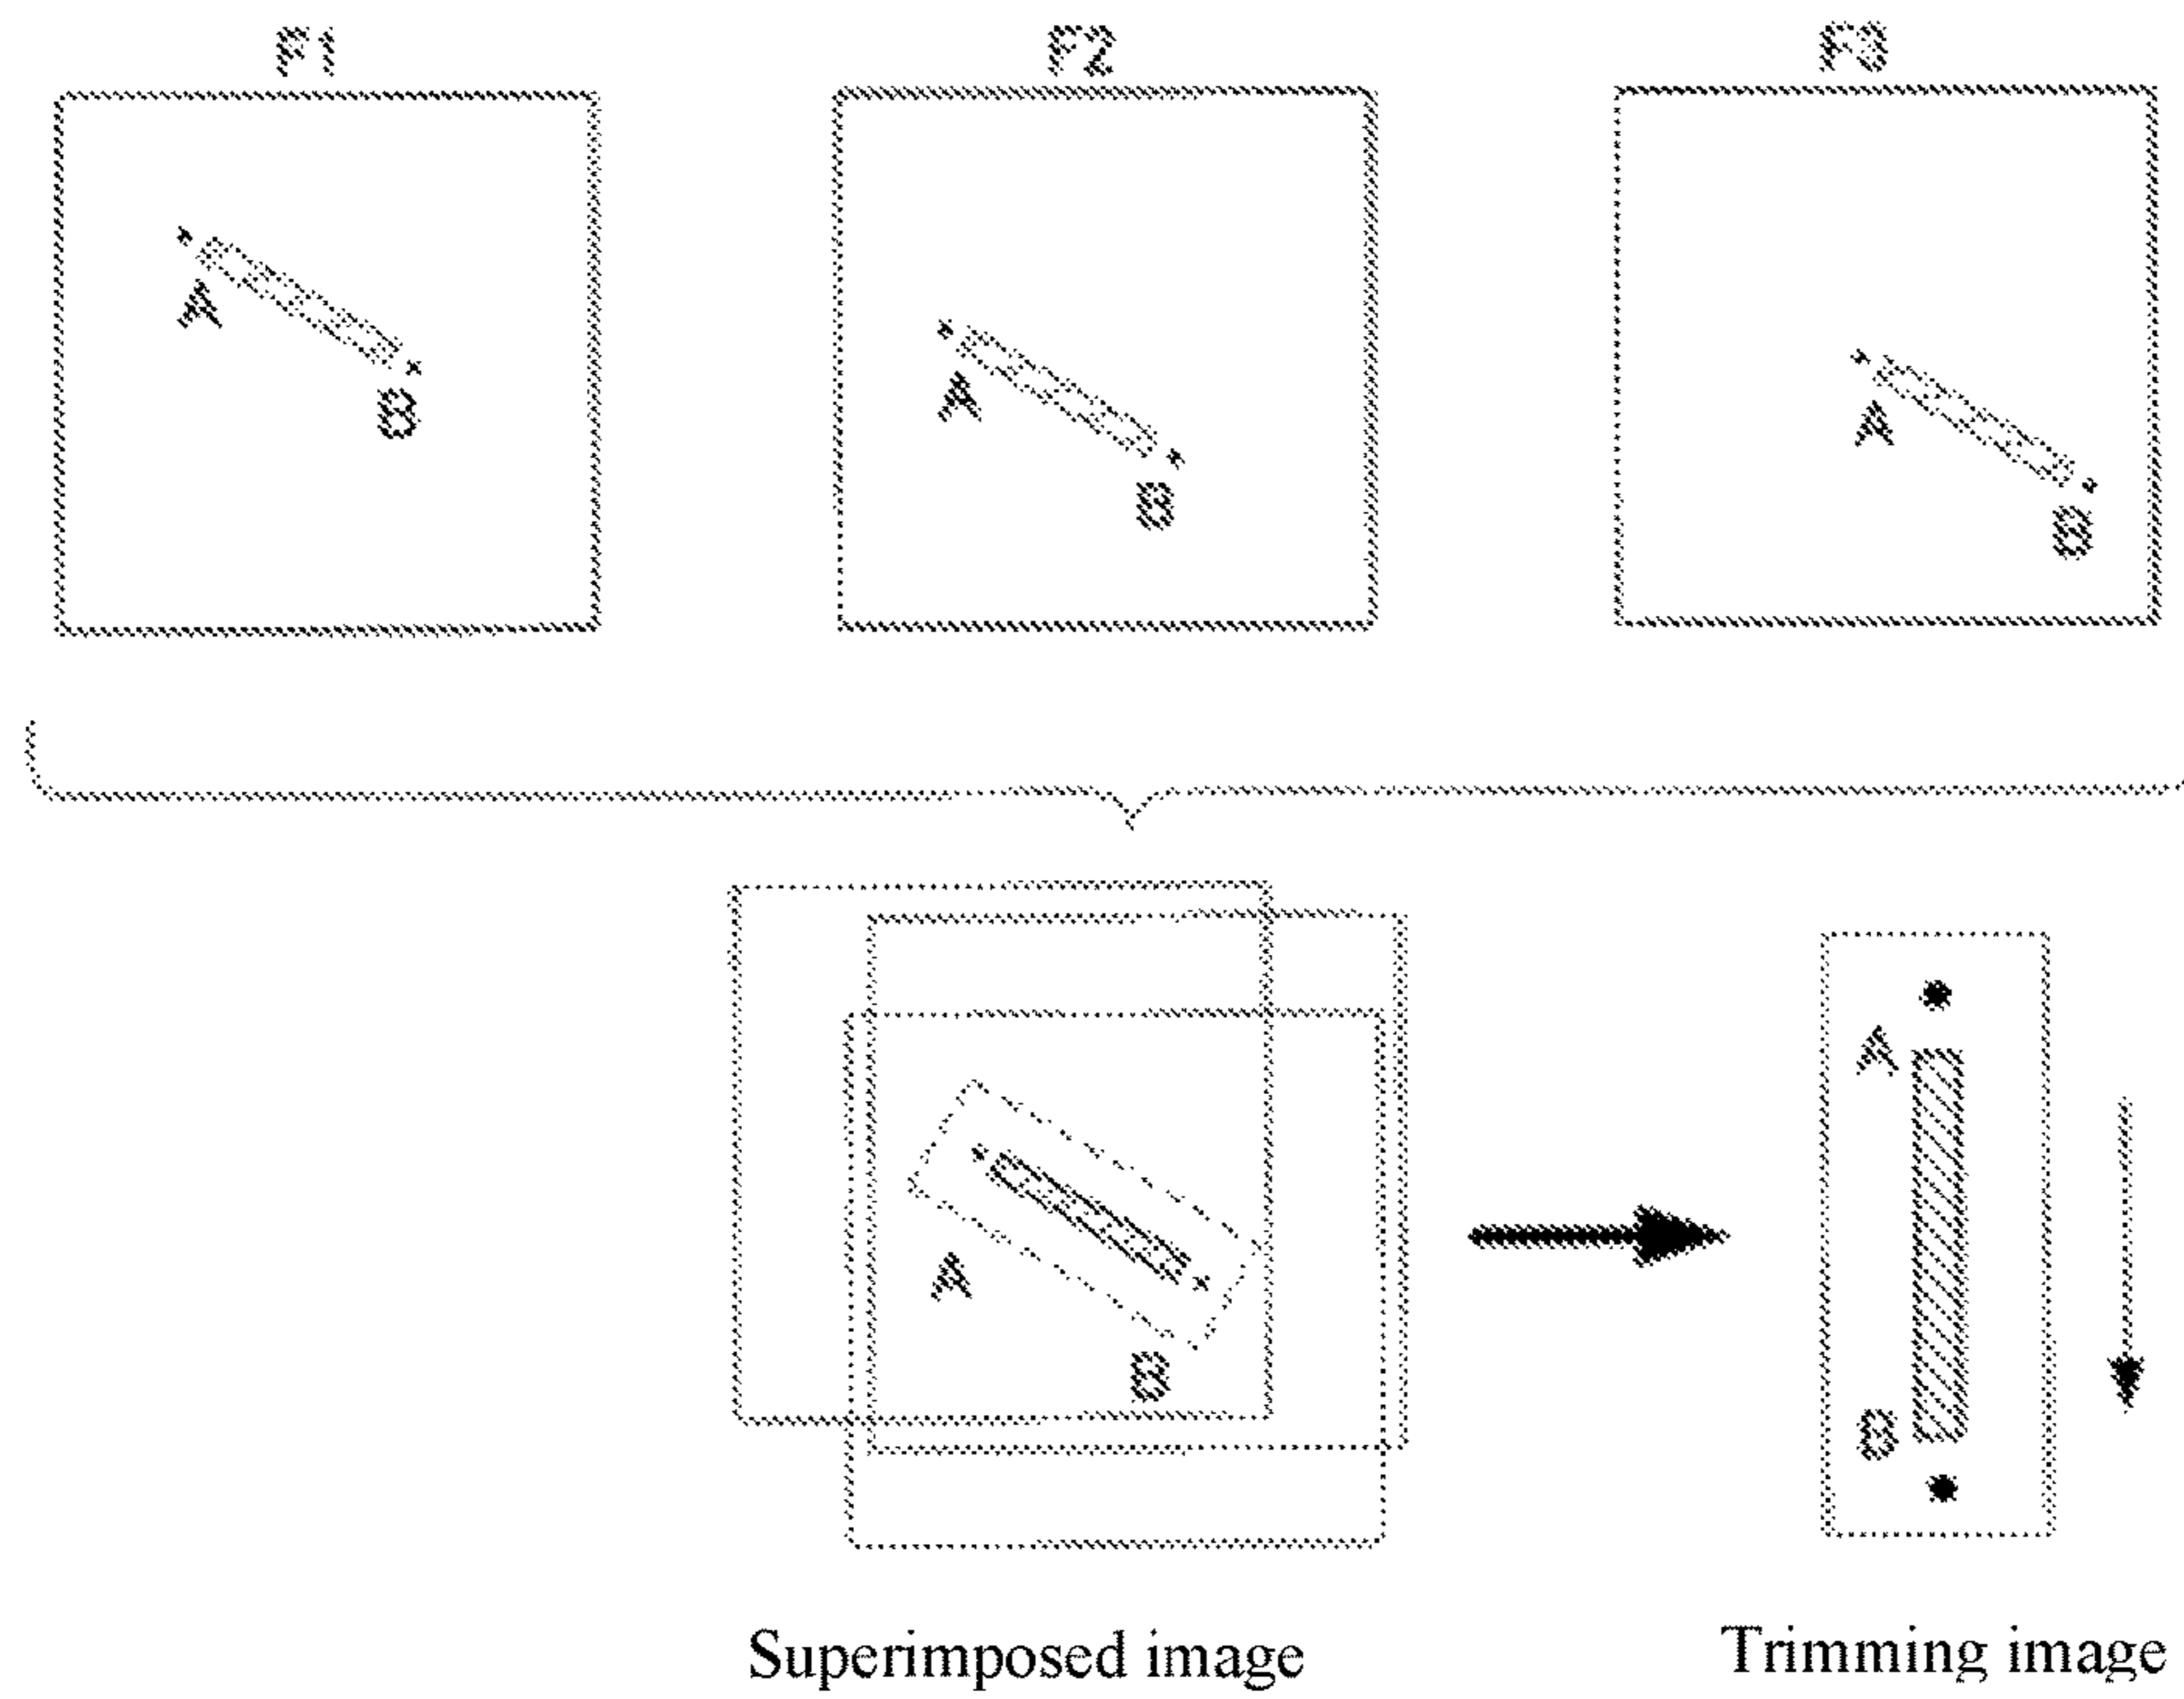 F1 F2 F3
A A A
B B B
A A
B B
Superimposed image Trimming image